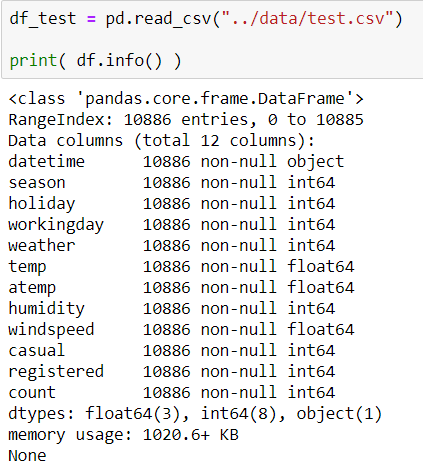 df_test = pd.read_csv("../data/test.csv")
print( df.info() )
<class 'pandas.core.frame.DataFrame'>
RangeIndex: 10886 entries, 0 to 10885
Data columns (total 12 columns):
datetime      10886 non-null object
season        10886 non-null int64
holiday       10886 non-null int64
workingday    10886 non-null int64
weather       10886 non-null int64
temp          10886 non-null float64
atemp         10886 non-null float64
humidity      10886 non-null int64
windspeed     10886 non-null float64
casual        10886 non-null int64
registered    10886 non-null int64
count         10886 non-null int64
dtypes: float64(3), int64(8), object(1)
memory usage: 1020.6+ KB
None